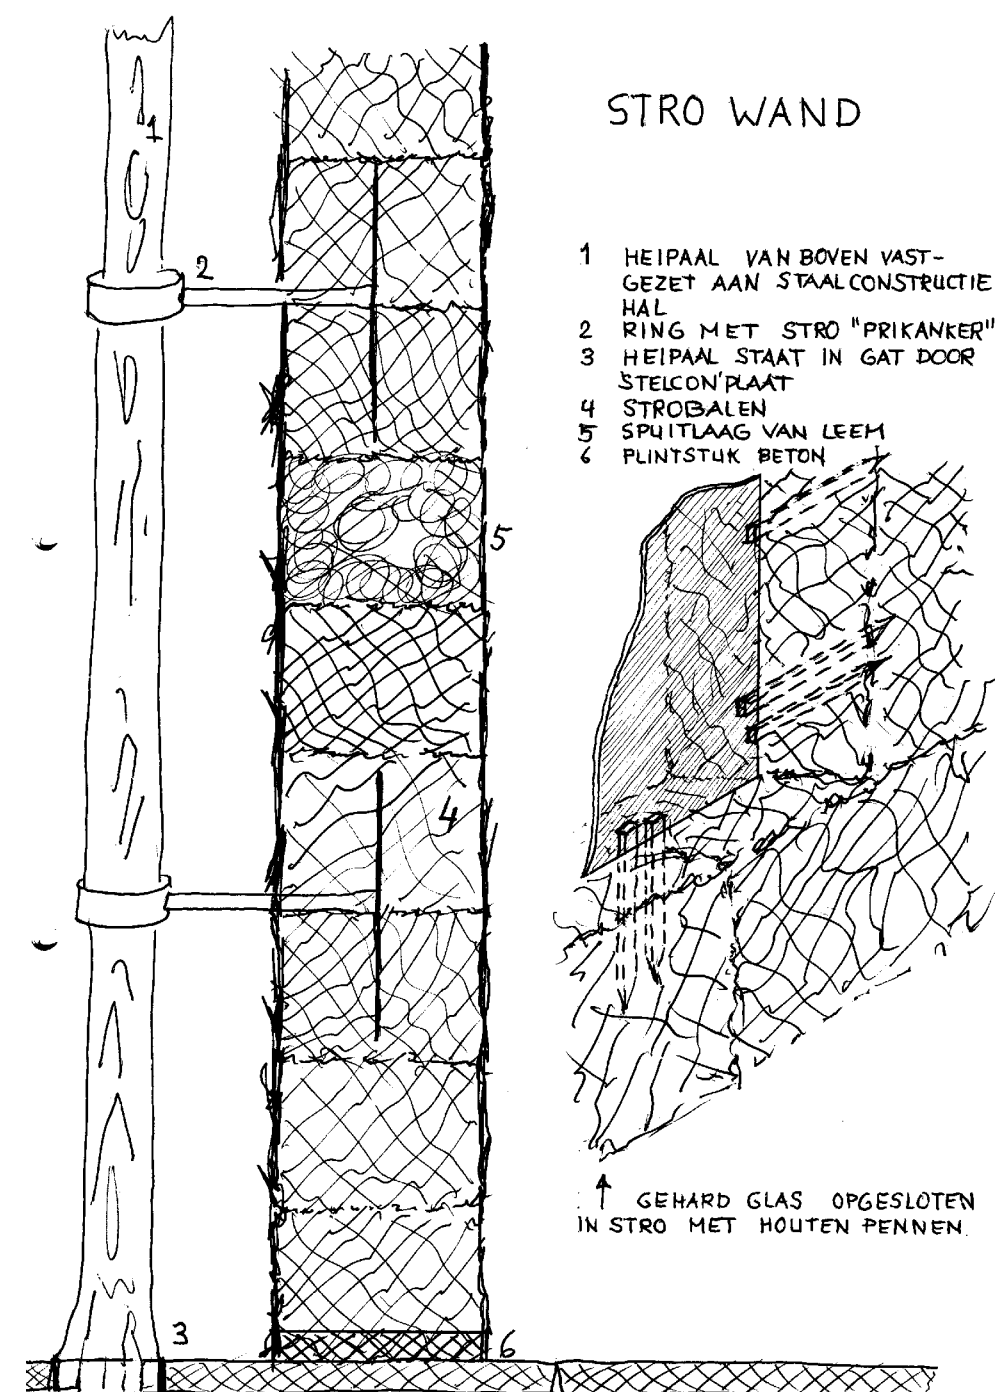 STRO WAND
1 HEIPAAL VAN BOVEN VAST-
GEZET AAN STAALCONSTRUCTIE
HAL
2 RING MET STRO "PRIKANKER"
3 HEIPAAL STAAT IN GAT DOOR
'STELCON'PLAAT
4 STROBALEN
5 SPUITLAAG VAN LEEM
6 PLINTSTUK BETON
1
2
5
4
3
6
GEHARD GLAS OPGESLOTEN
IN STRO MET HOUTEN PENNEN.